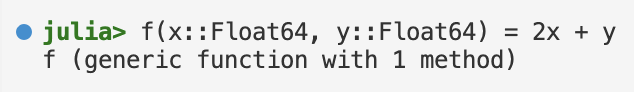 julia> f(x::Float64, y::Float64) = 2x + y
f (generic function with 1 method)